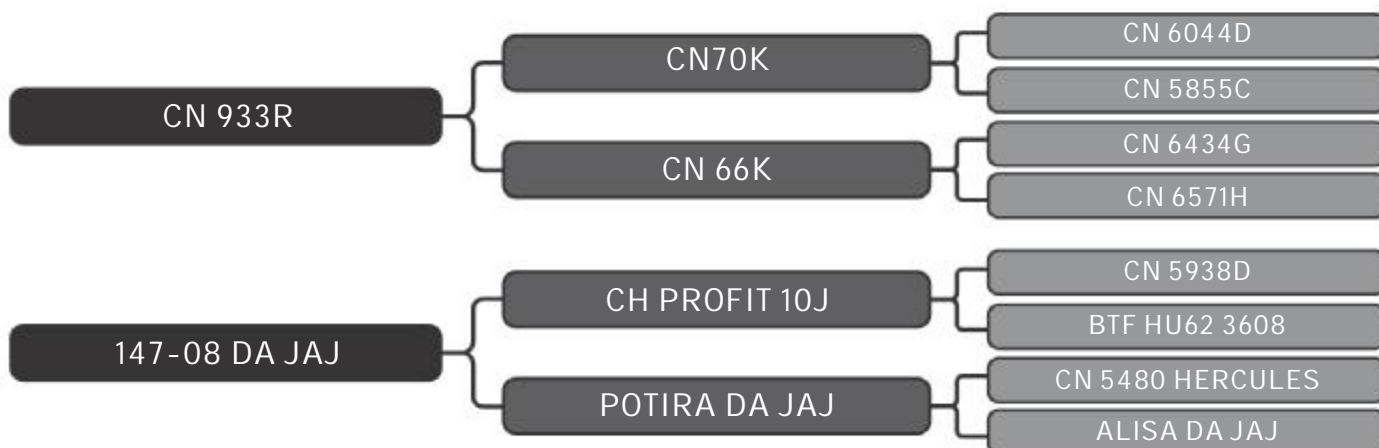 CN 933R
CN70K
CN 6044D
CN 5855C
CN 66K
CN 6434G
CN 6571H
147-08 DA JAJ
CH PROFIT 10J
CN 5938D
BTF HU62 3608
POTIRA DA JAJ
CN 5480 HERCULES
ALISA DA JAJ